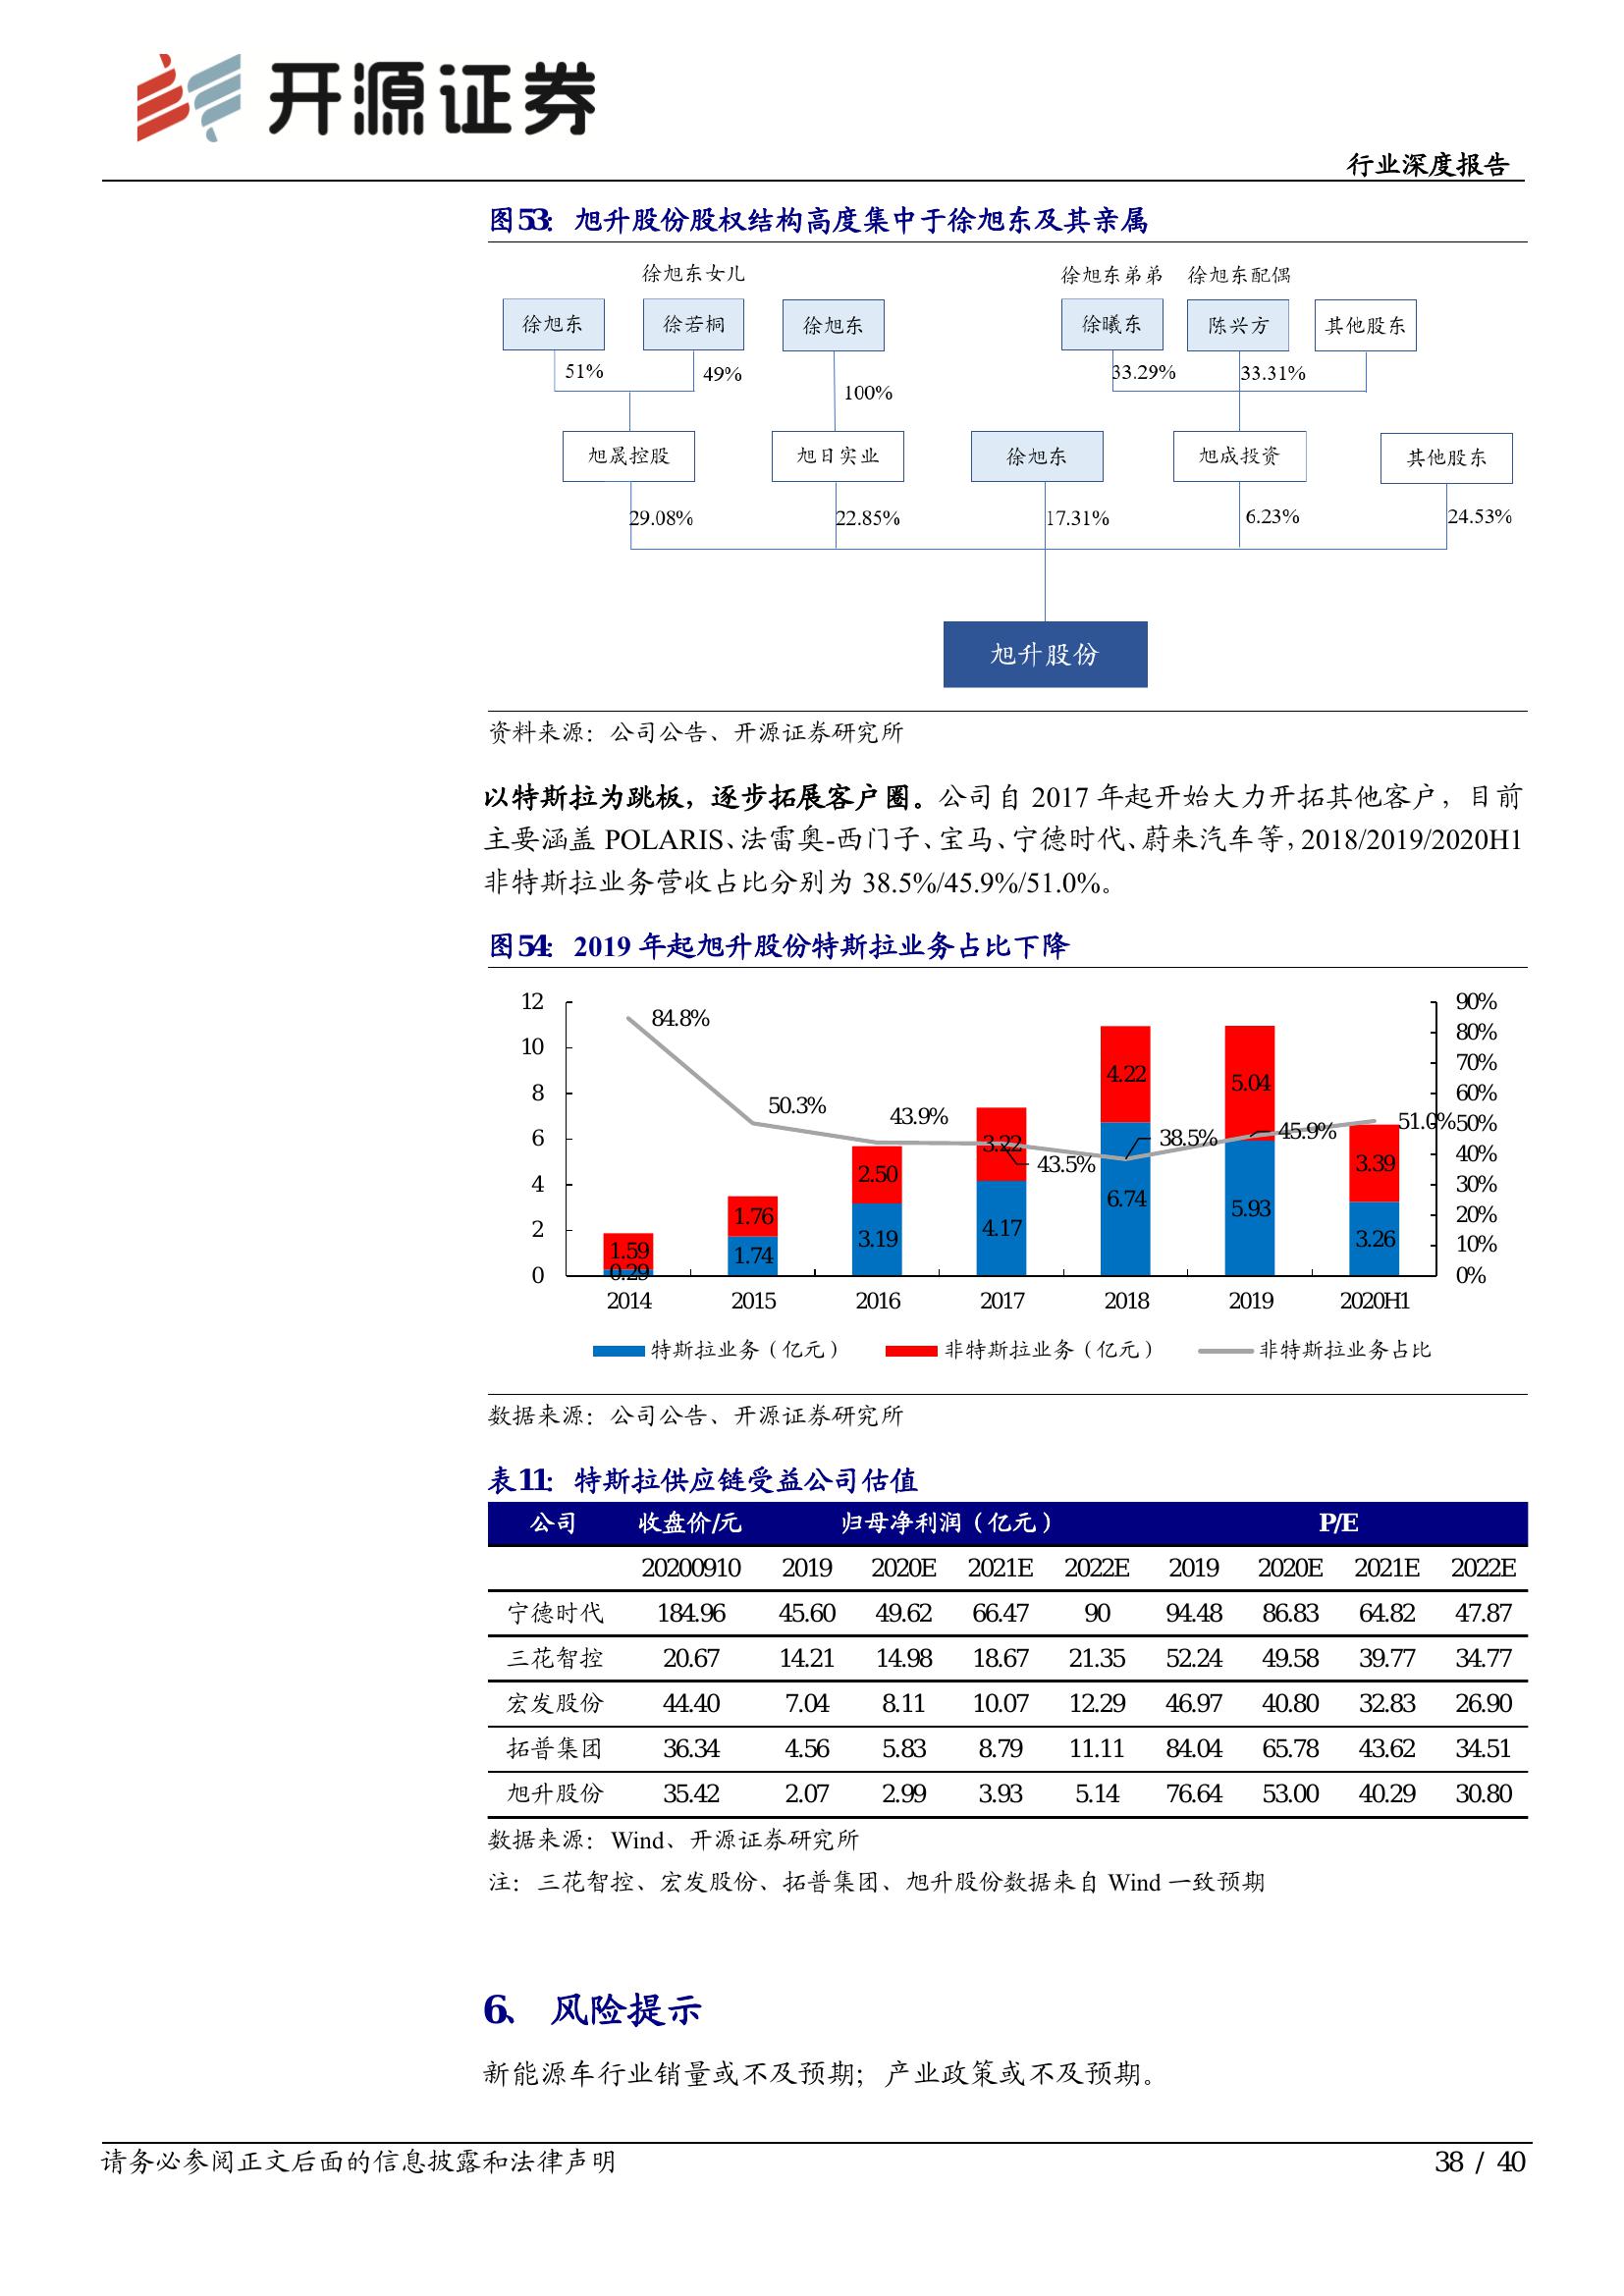 开源证券
行业深度报告
图53：旭升股份股权结构高度集中于徐旭东及其亲属
徐旭东女儿
徐旭东弟弟 徐旭东配偶
徐旭东 徐若桐 徐旭东 徐曦东 陈兴方 其他股东
51% 49% 100% 33.29% 33.31%
旭晟控股 旭日实业 徐旭东 旭成投资 其他股东
29.08% 22.85% 17.31% 6.23% 24.53%
旭升股份
资料来源：公司公告、开源证券研究所
以特斯拉为跳板，逐步拓展客户圈。公司自 2017 年起开始大力开拓其他客户，目前
主要涵盖 POLARIS、法雷奥-西门子、宝马、宁德时代、蔚来汽车等，2018/2019/2020H1
非特斯拉业务营收占比分别为 38.5%/45.9%/51.0%。
图54：2019 年起旭升股份特斯拉业务占比下降
12
10
8
6
4
2
0
90%
80%
70%
60%
50%
40%
30%
20%
10%
0%
84.8% 50.3% 43.9% 43.5% 38.5% 45.9% 51.0%
1.59 1.76 2.50 3.22 4.22 5.04 3.39
0.29 1.74 3.19 4.17 6.74 5.93 3.26
2014 2015 2016 2017 2018 2019 2020H1
特斯拉业务（亿元） 非特斯拉业务（亿元） 非特斯拉业务占比
数据来源：公司公告、开源证券研究所
表11：特斯拉供应链受益公司估值
公司 收盘价/元 归母净利润（亿元） P/E
20200910 2019 2020E 2021E 2022E 2019 2020E 2021E 2022E
宁德时代 184.96 45.60 49.62 66.47 90 94.48 86.83 64.82 47.87
三花智控 20.67 14.21 14.98 18.67 21.35 52.24 49.58 39.77 34.77
宏发股份 44.40 7.04 8.11 10.07 12.29 46.97 40.80 32.83 26.90
拓普集团 36.34 4.56 5.83 8.79 11.11 84.04 65.78 43.62 34.51
旭升股份 35.42 2.07 2.99 3.93 5.14 76.64 53.00 40.29 30.80
数据来源：Wind、开源证券研究所
注：三花智控、宏发股份、拓普集团、旭升股份数据来自 Wind 一致预期
6、 风险提示
新能源车行业销量或不及预期；产业政策或不及预期。
请务必参阅正文后面的信息披露和法律声明
38 / 40